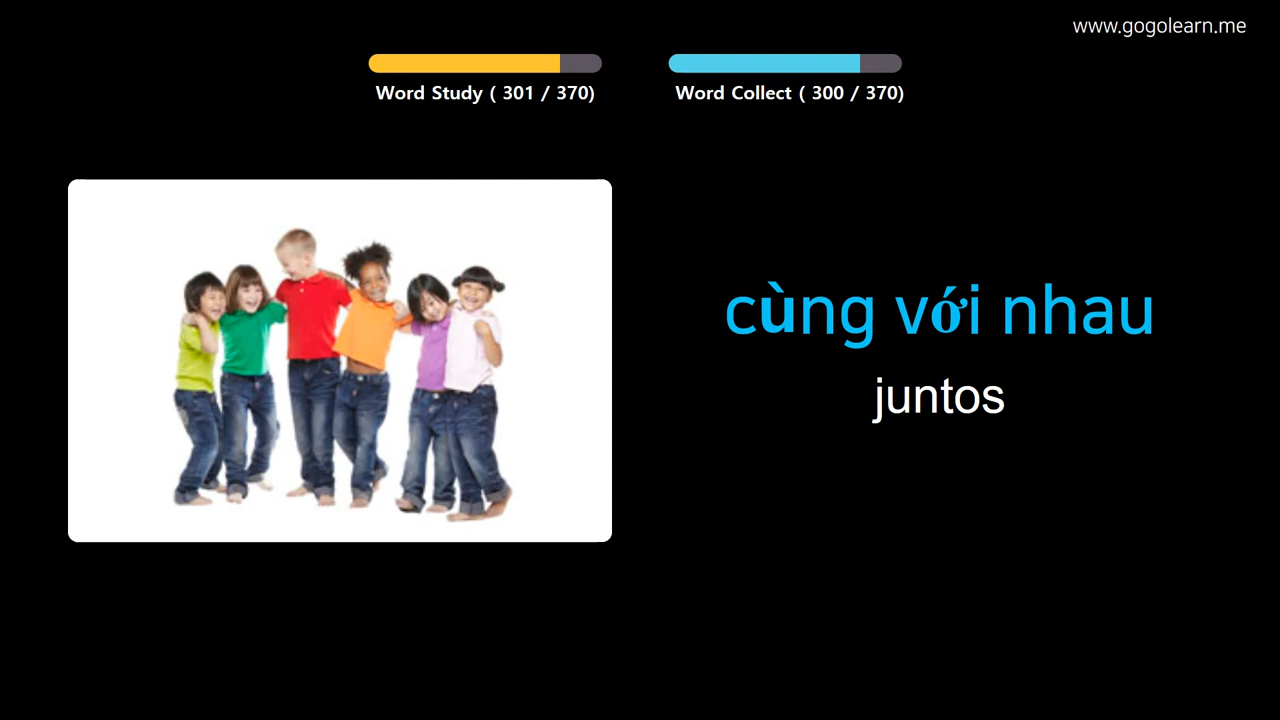 www.gogolearn.me
Word Study ( 301 / 370)
Word Collect ( 300 / 370)
cùng với nhau
juntos